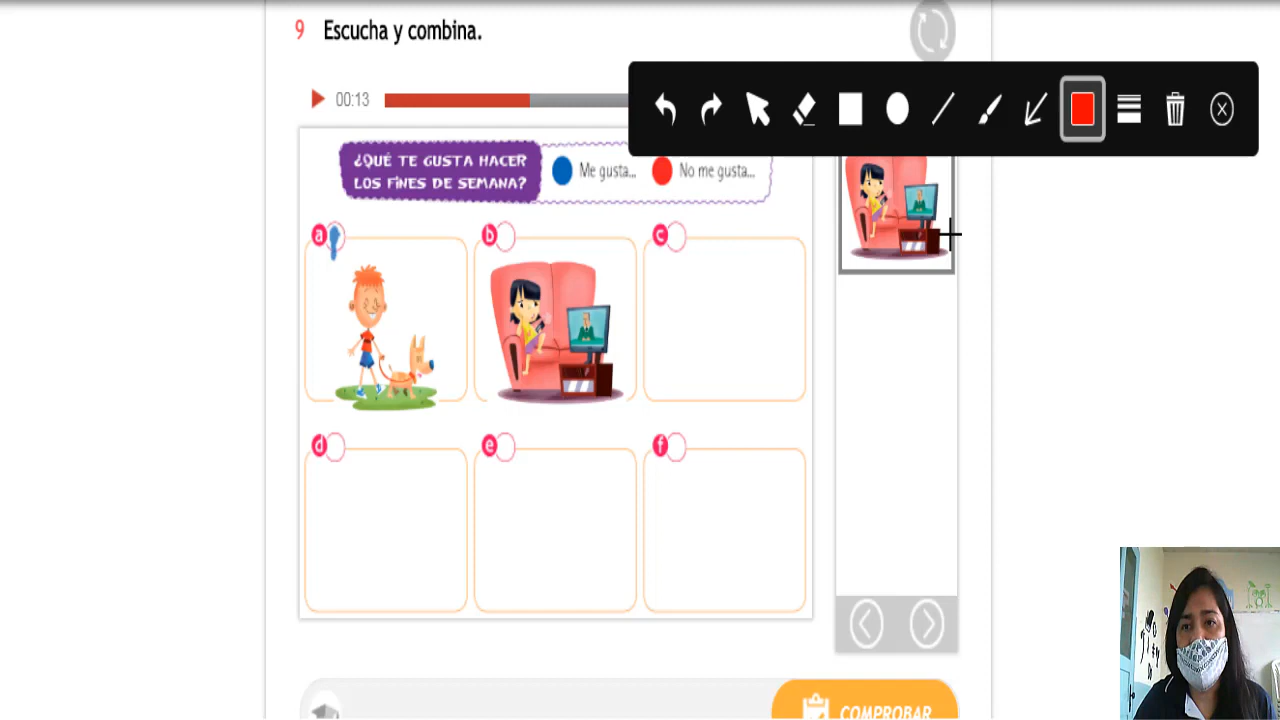 9 Escucha y combina.
00:13
¿QUÉ TE GUSTA HACER
LOS FINES DE SEMANA?
Me gusta...
No me gusta...
a
b
c
d
e
f
COMPROBAR